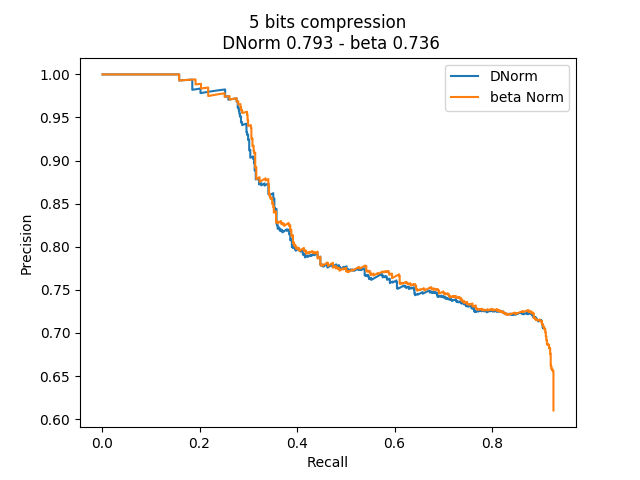 5 bits compression
DNorm 0.793 - beta 0.736
DNorm
beta Norm
1.00
0.95
0.90
0.85
0.80
0.75
0.70
0.65
0.60
Precision
0.0 0.2 0.4 0.6 0.8
Recall